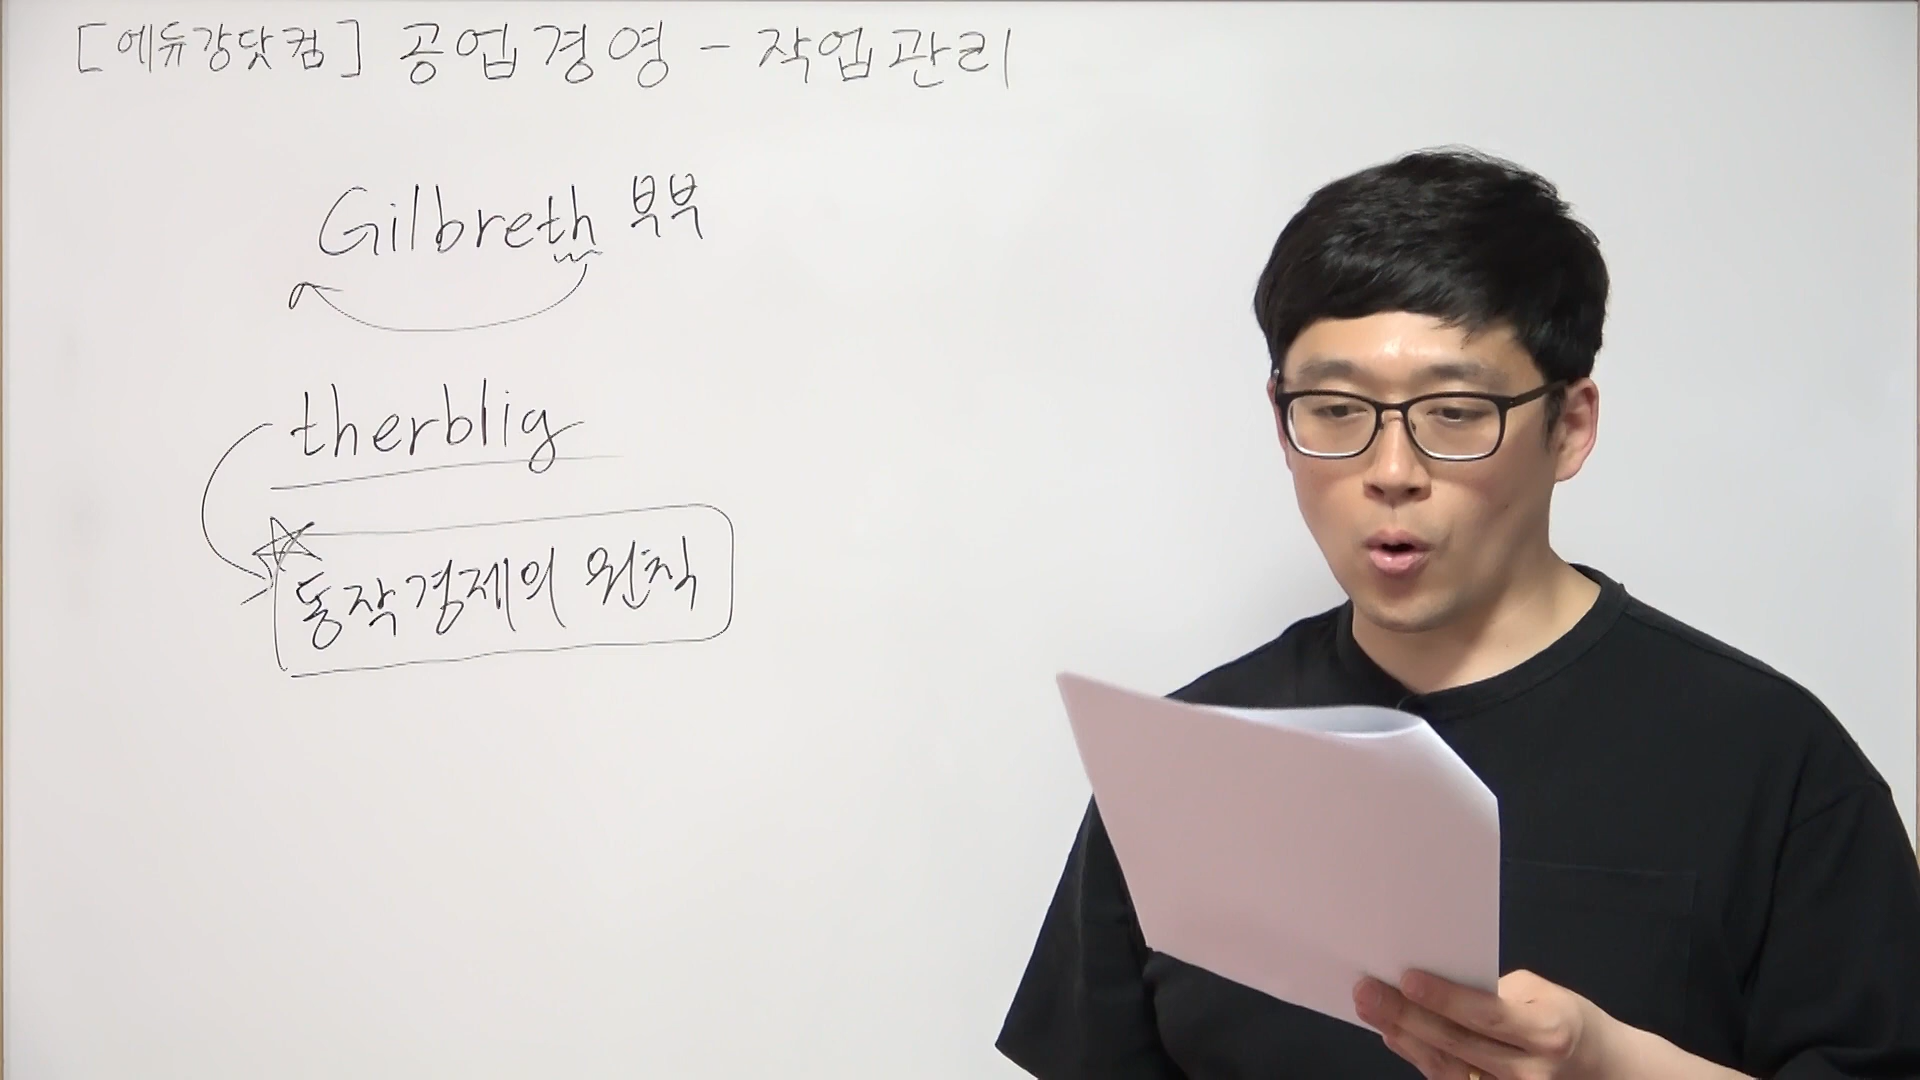 [에듀강닷컴] 공업경영 - 작업관리
Gilbreth 부부
therblig
동작경제의 원칙